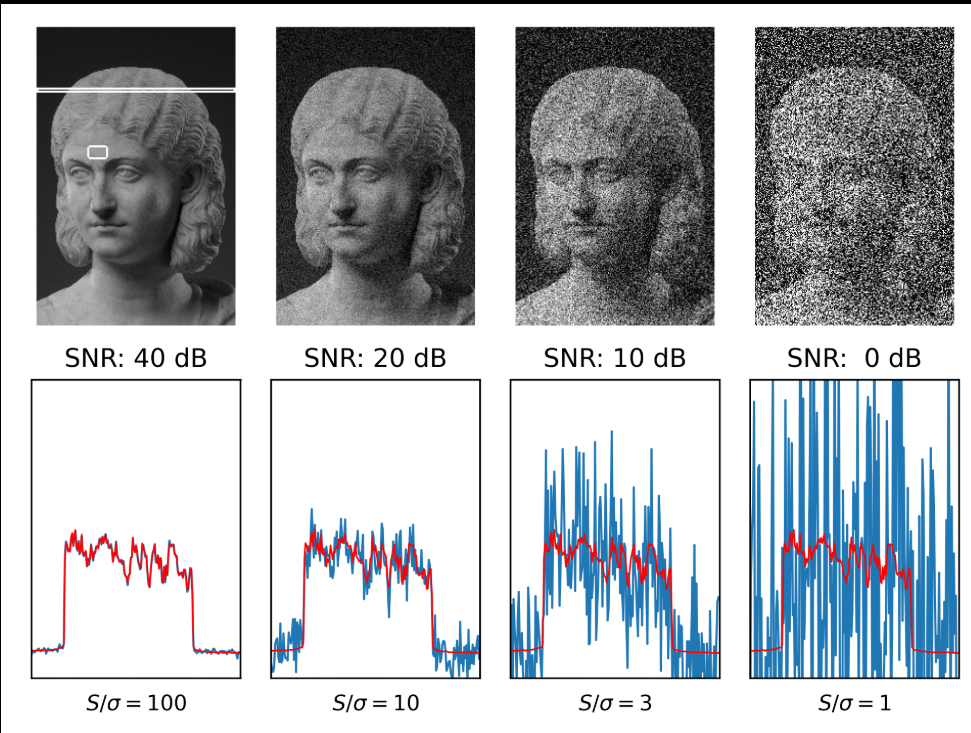 SNR: 40 dB
SNR: 20 dB
SNR: 10 dB
SNR:  0 dB
S/σ = 100
S/σ = 10
S/σ = 3
S/σ = 1